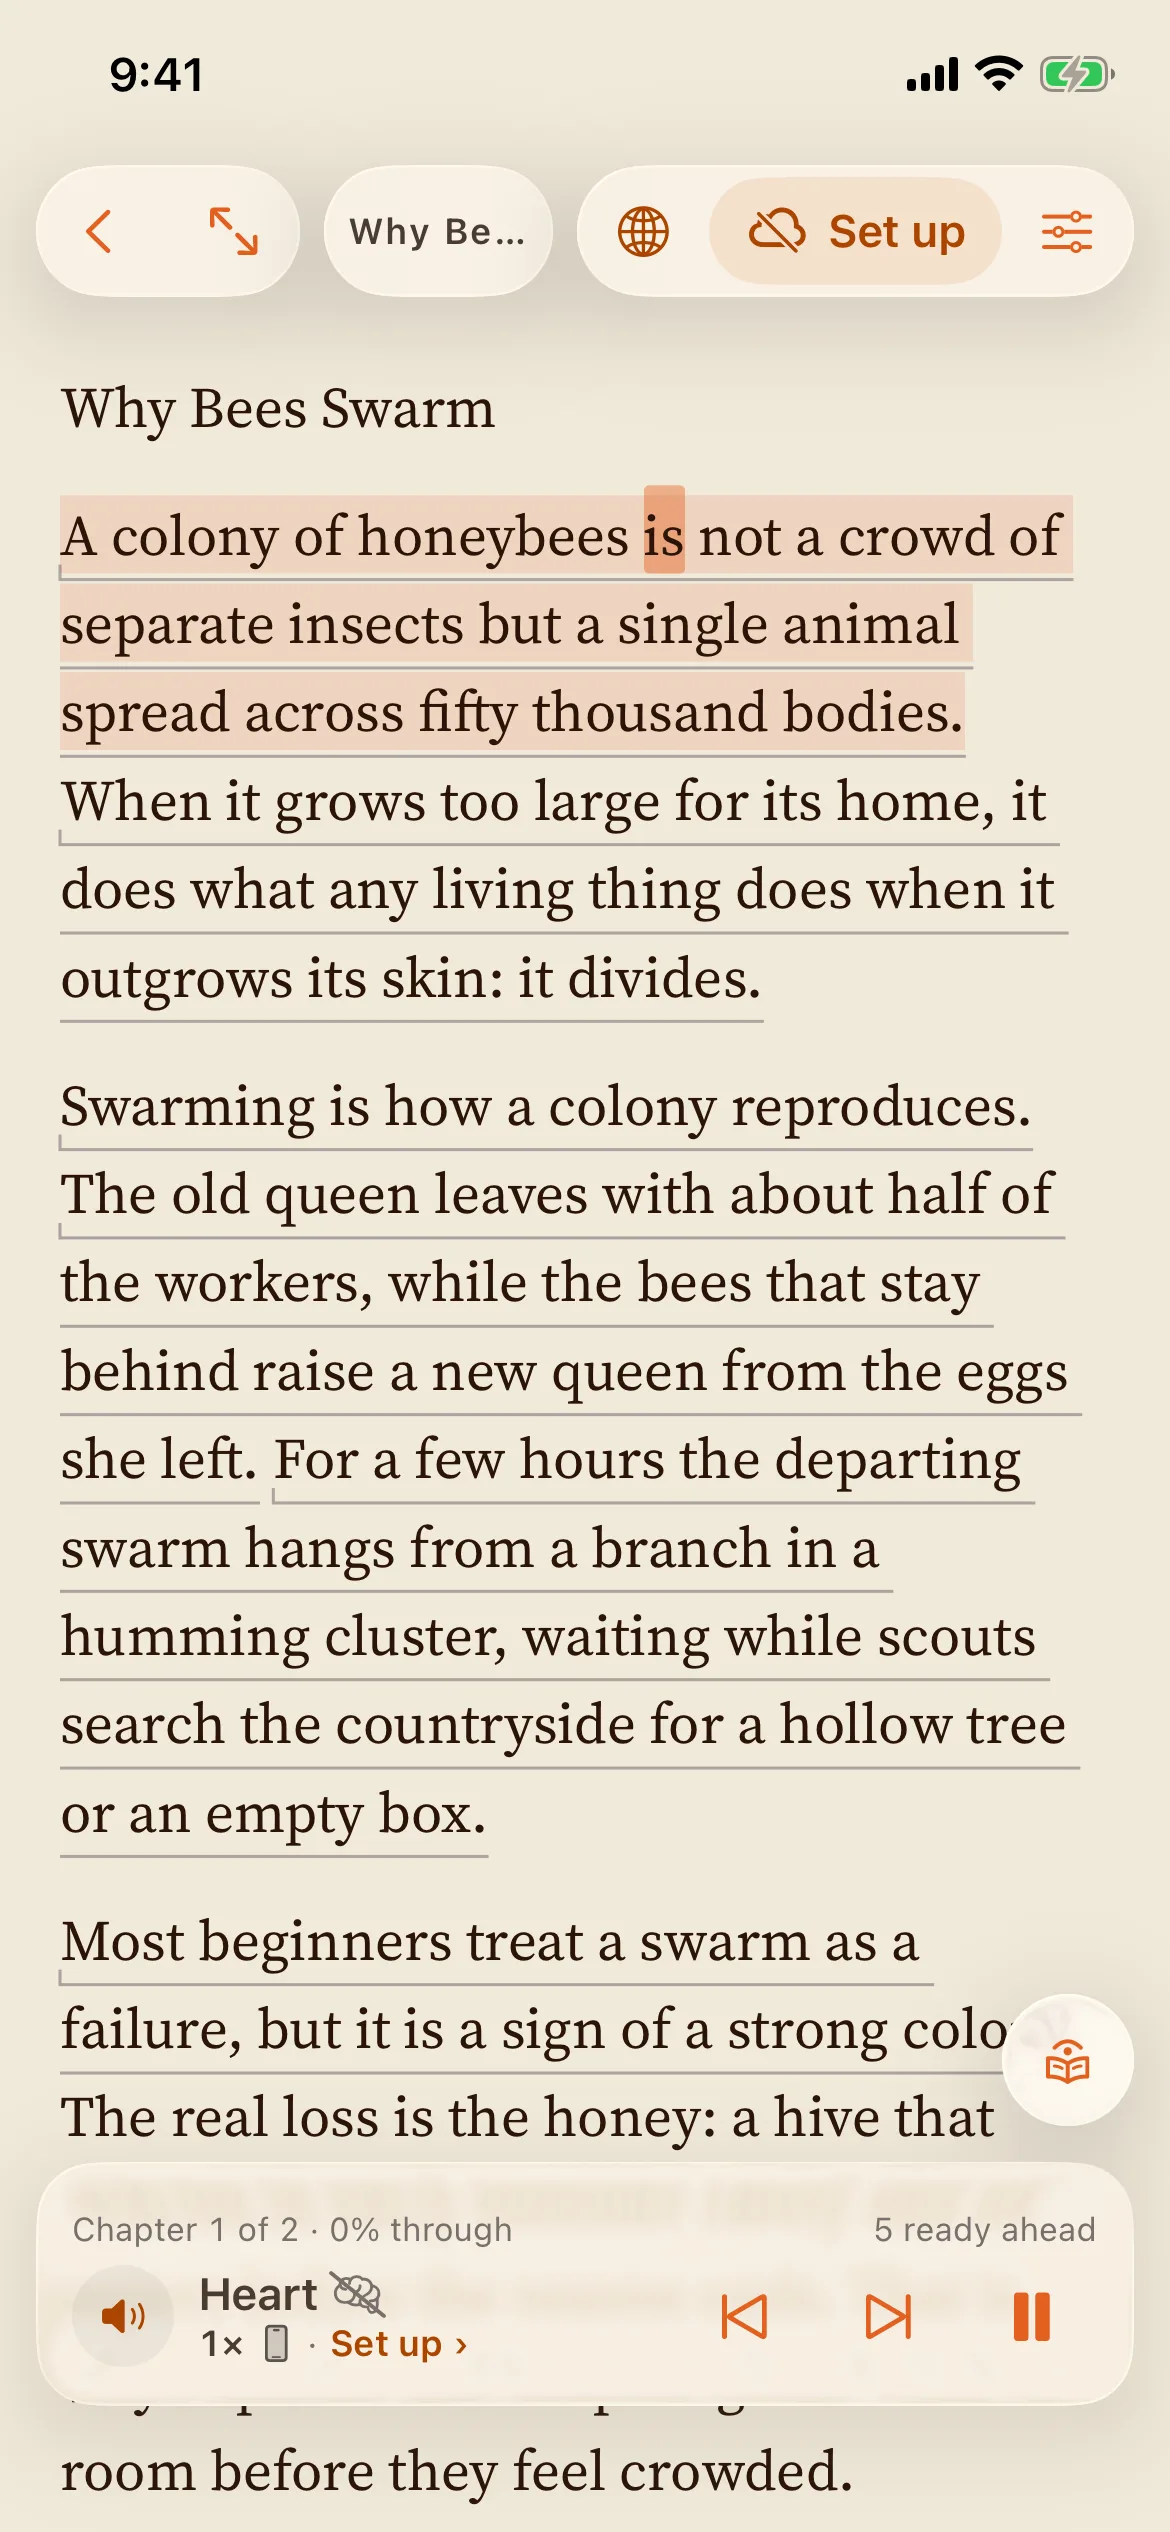 9:41
Why Be...
Set up
Why Bees Swarm
A colony of honeybees is not a crowd of
separate insects but a single animal
spread across fifty thousand bodies.
When it grows too large for its home, it
does what any living thing does when it
outgrows its skin: it divides.
Swarming is how a colony reproduces.
The old queen leaves with about half of
the workers, while the bees that stay
behind raise a new queen from the eggs
she left. For a few hours the departing
swarm hangs from a branch in a
humming cluster, waiting while scouts
search the countryside for a hollow tree
or an empty box.
Most beginners treat a swarm as a
failure, but it is a sign of a strong
The real loss is the honey: a hive that
Chapter 1 of 2 · 0% through
5 ready ahead
Heart
1× · Set up ›
room before they feel crowded.